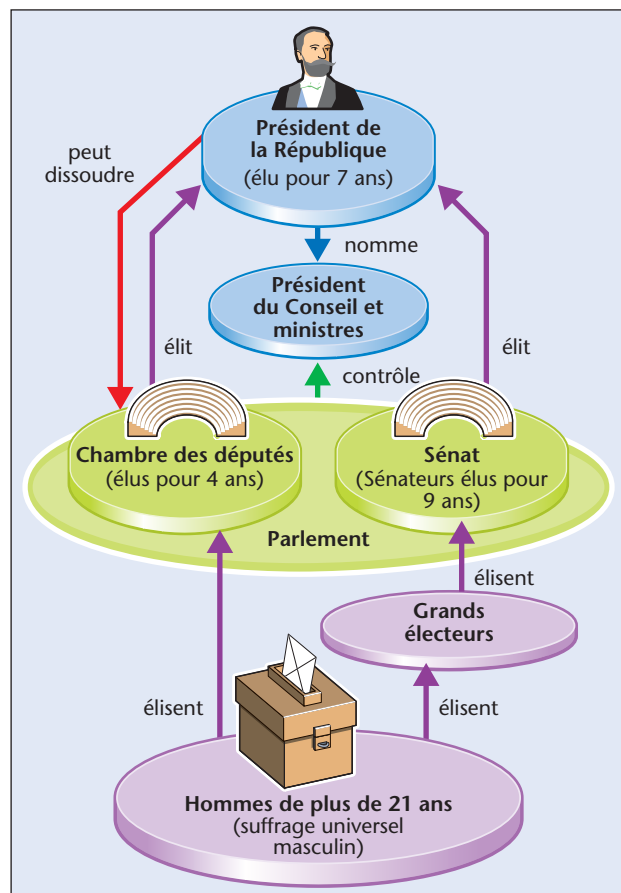 Président de
la République
(élu pour 7 ans)
peut
dissoudre
nomme
Président
du Conseil et
ministres
élit
contrôle
élit
Chambre des députés
(élus pour 4 ans)
Sénat
(Sénateurs élus pour
9 ans)
Parlement
élisent
Grands
électeurs
élisent
élisent
Hommes de plus de 21 ans
(suffrage universel
masculin)